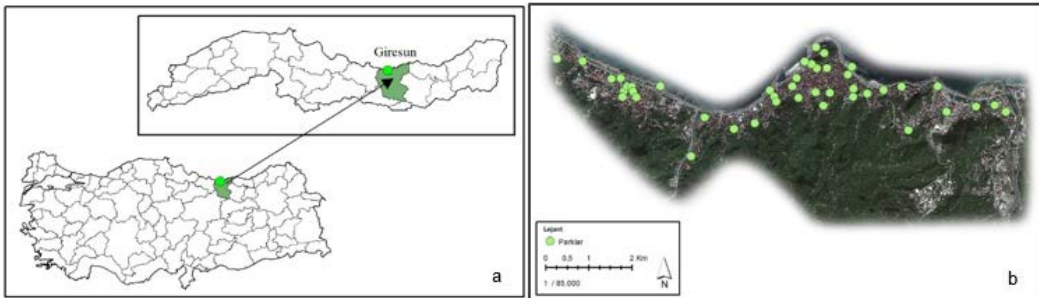 Giresun
a
Lejant
Parklar
0 0,5 1 2 Km
1 / 85.000
N
b